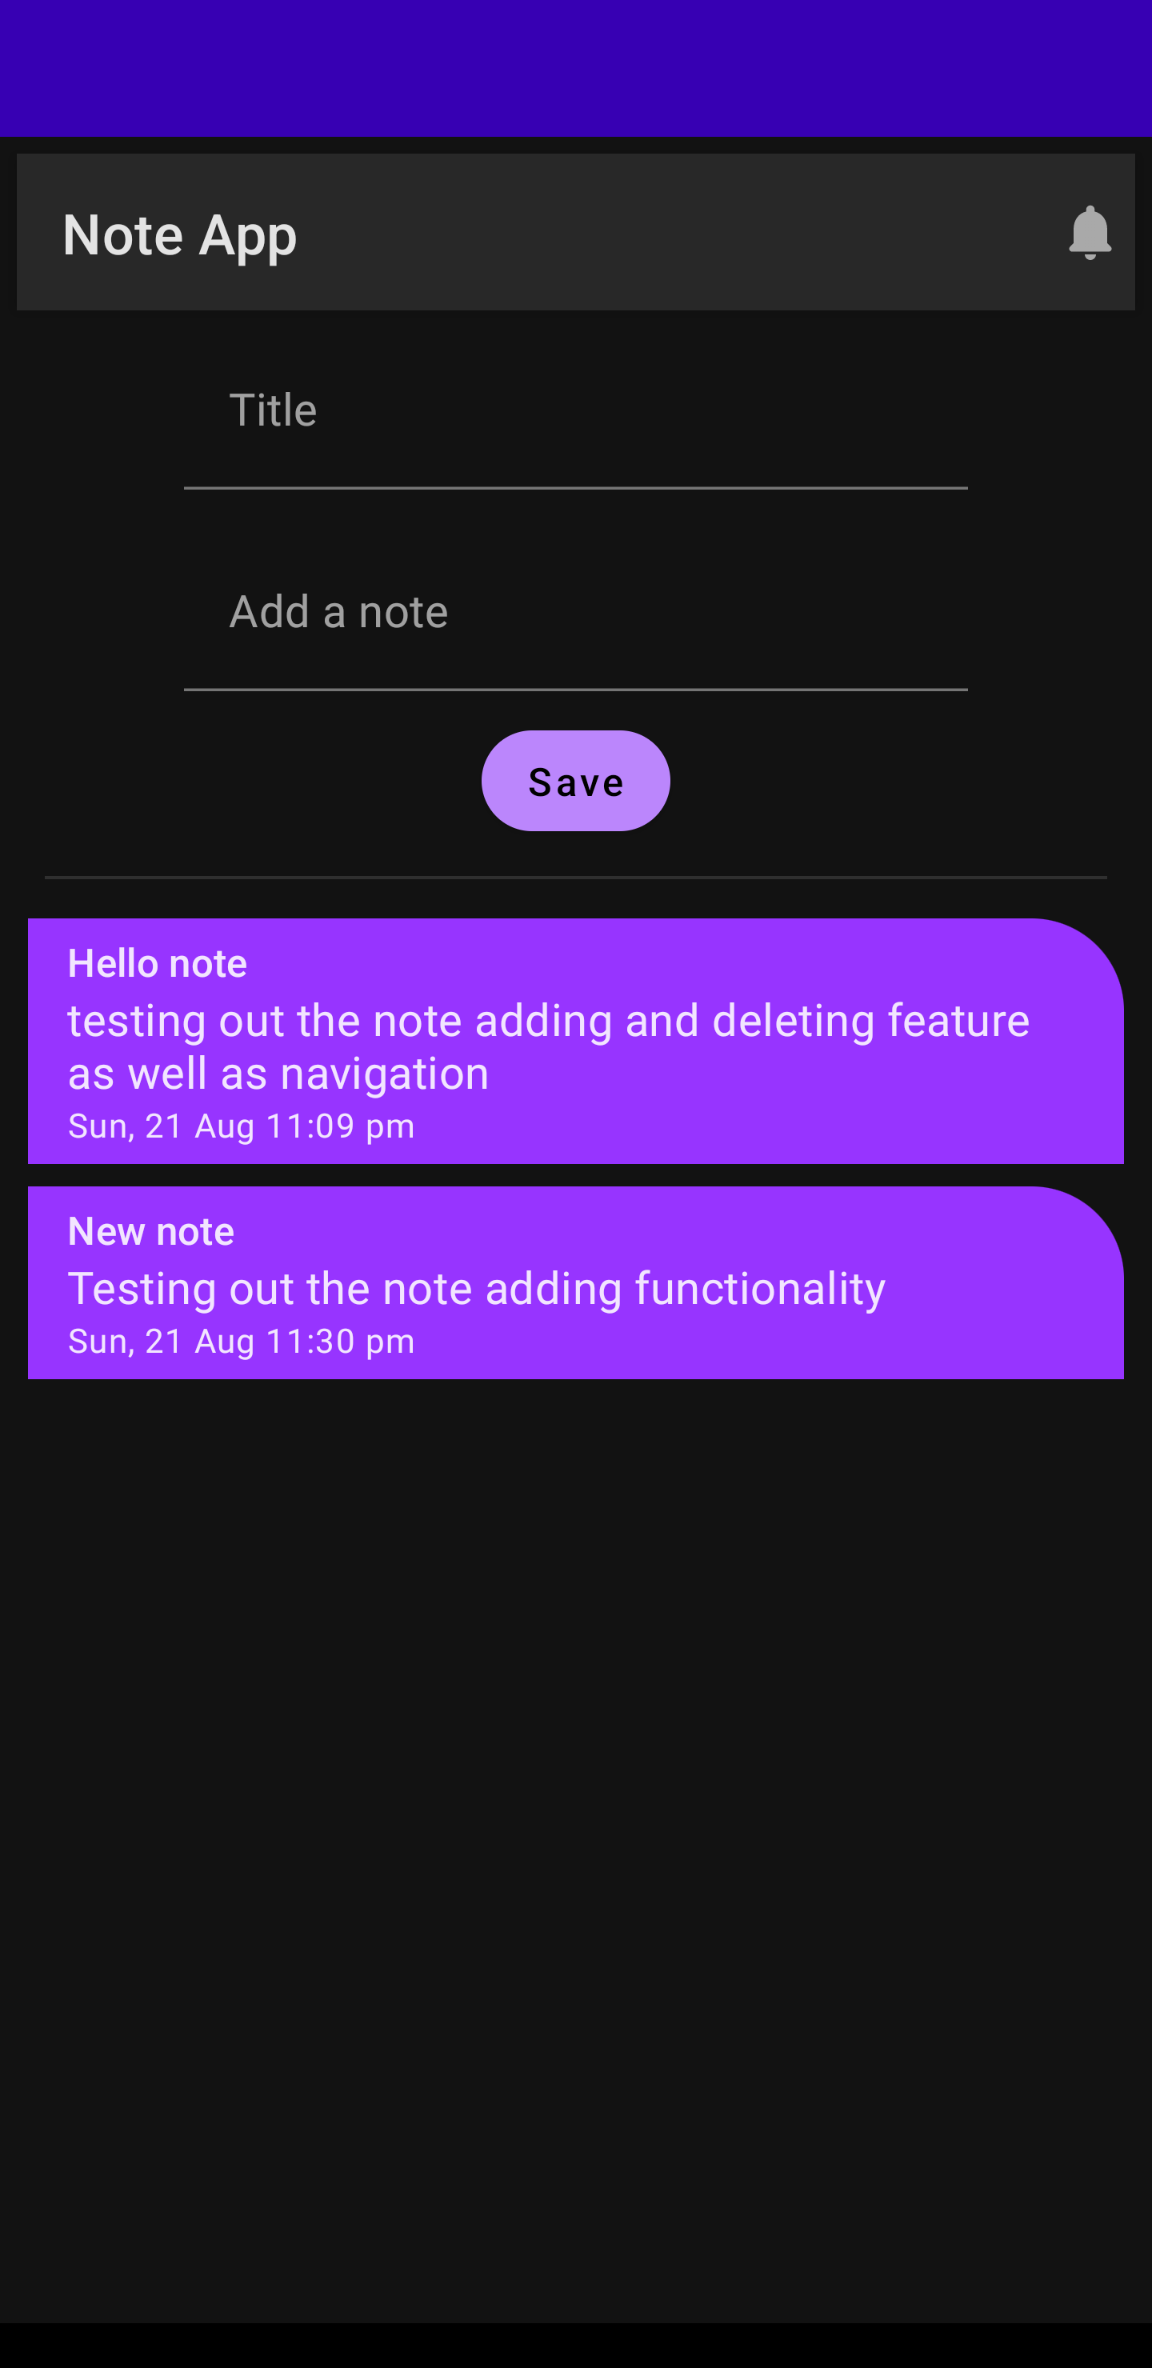 Note App
Title
Add a note
Save
Hello note
testing out the note adding and deleting feature
as well as navigation
Sun, 21 Aug 11:09 pm
New note
Testing out the note adding functionality
Sun, 21 Aug 11:30 pm